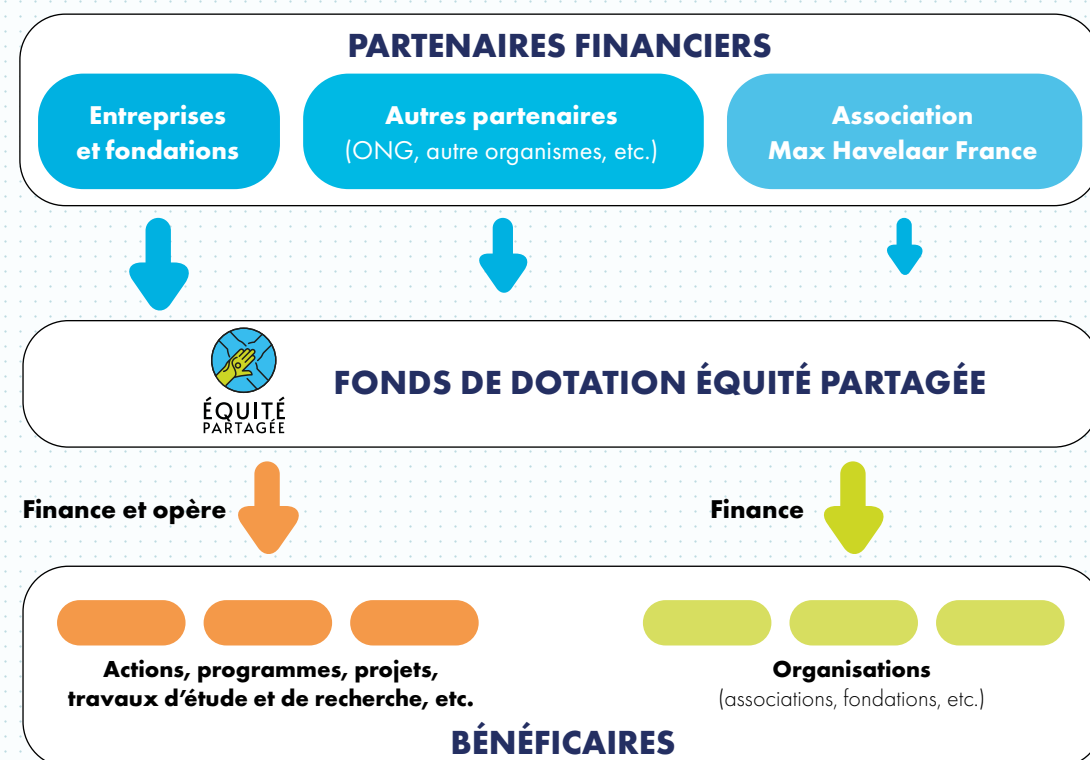 PARTENAIRES FINANCIERS
Entreprises
et fondations
Autres partenaires
(ONG, autre organismes, etc.)
Association
Max Havelaar France
ÉQUITÉ
PARTAGÉE
FONDS DE DOTATION ÉQUITÉ PARTAGÉE
Finance et opère
Finance
Actions, programmes, projets,
travaux d'étude et de recherche, etc.
Organisations
(associations, fondations, etc.)
BÉNÉFICAIRES